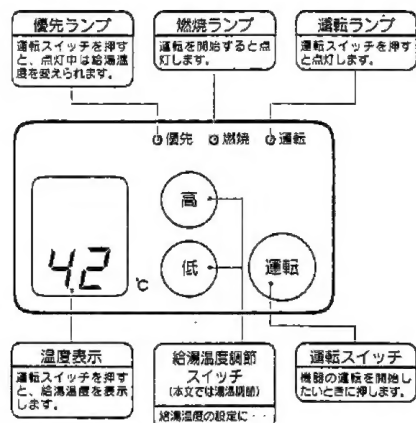 優先ランプ
運転スイッチを押す
と、点灯中は給湯温
度を変えられます。
燃焼ランプ
運転を開始すると点
灯します。
運転ランプ
運転スイッチを押す
と点灯します。
優先 燃焼 運転
高
低
運転
42
℃
温度表示
運転スイッチを押す
と、給湯温度を表示
します。
給湯温度調節
スイッチ
(本文では湯温調節)
給湯温度の設定に・・
運転スイッチ
機器の運転を開始し
たいときに押します。